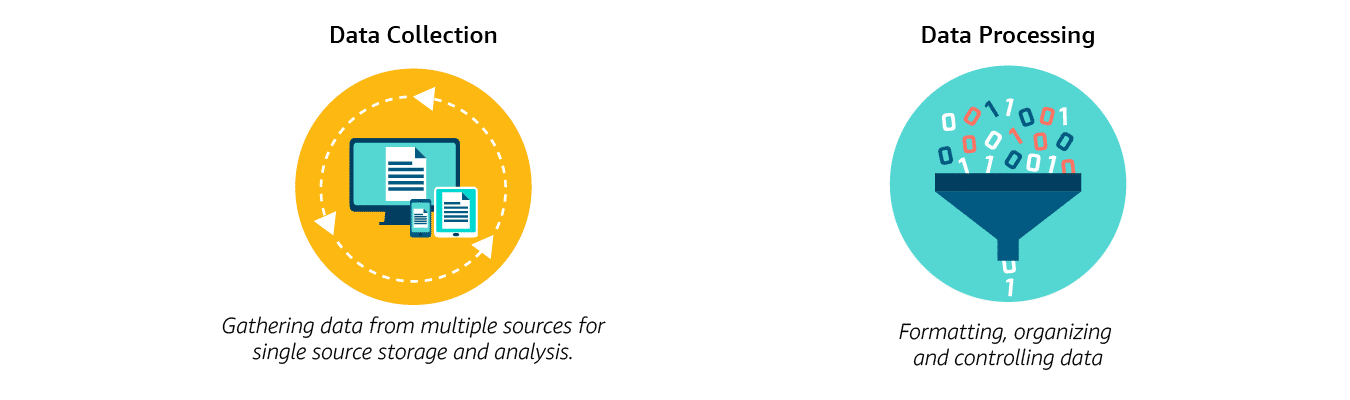 Data Collection
Gathering data from multiple sources for
single source storage and analysis.
Data Processing
0 0 1 1 0 0 1
0 0 0 1 0 0
1 1 0 0 1 0
0
1
Formatting, organizing
and controlling data